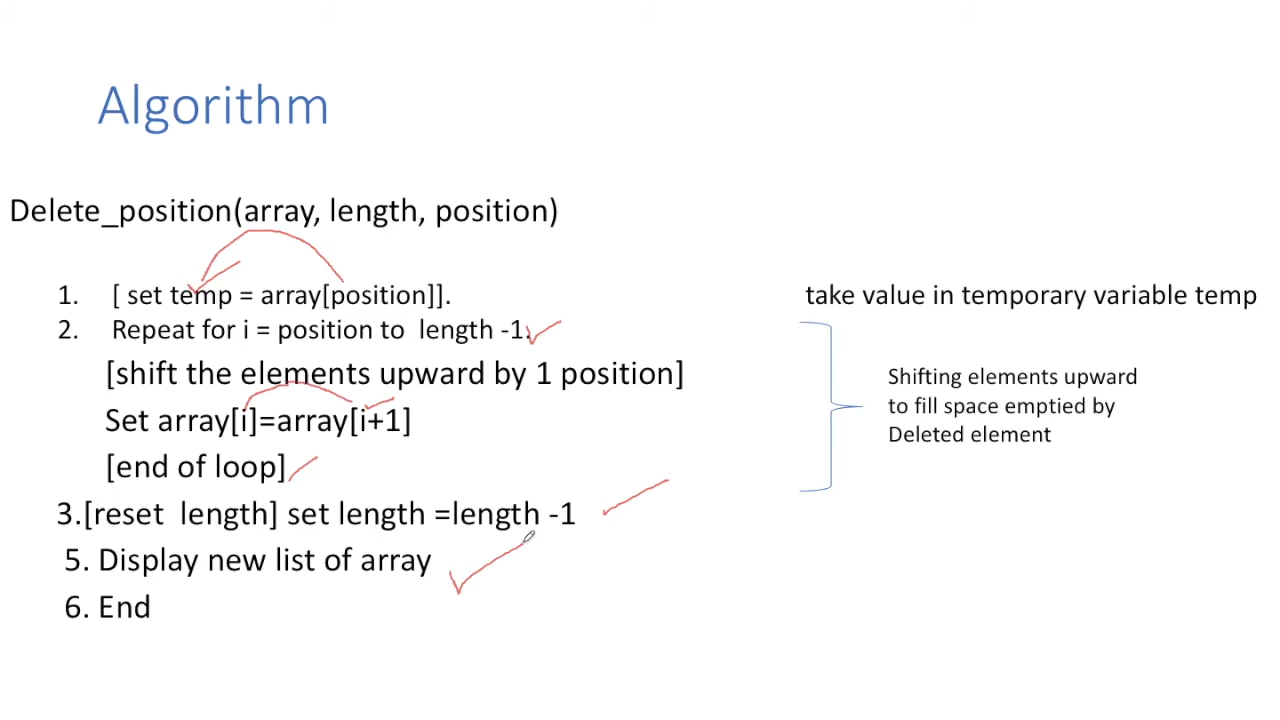 Algorithm
Delete_position(array, length, position)
1. [ set temp = array[position]]. take value in temporary variable temp
2. Repeat for i = position to length -1.
[shift the elements upward by 1 position]
Set array[i]=array[i+1]
[end of loop]
Shifting elements upward
to fill space emptied by
Deleted element
3.[reset length] set length =length -1
5. Display new list of array
6. End